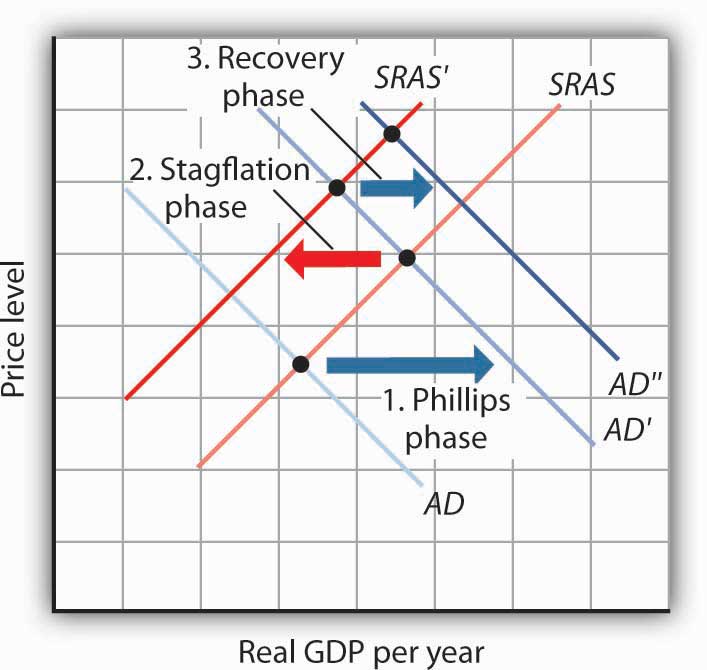 3. Recovery
phase
SRAS'
SRAS
2. Stagflation
phase
Price level
1. Phillips
phase
AD"
AD'
AD
Real GDP per year